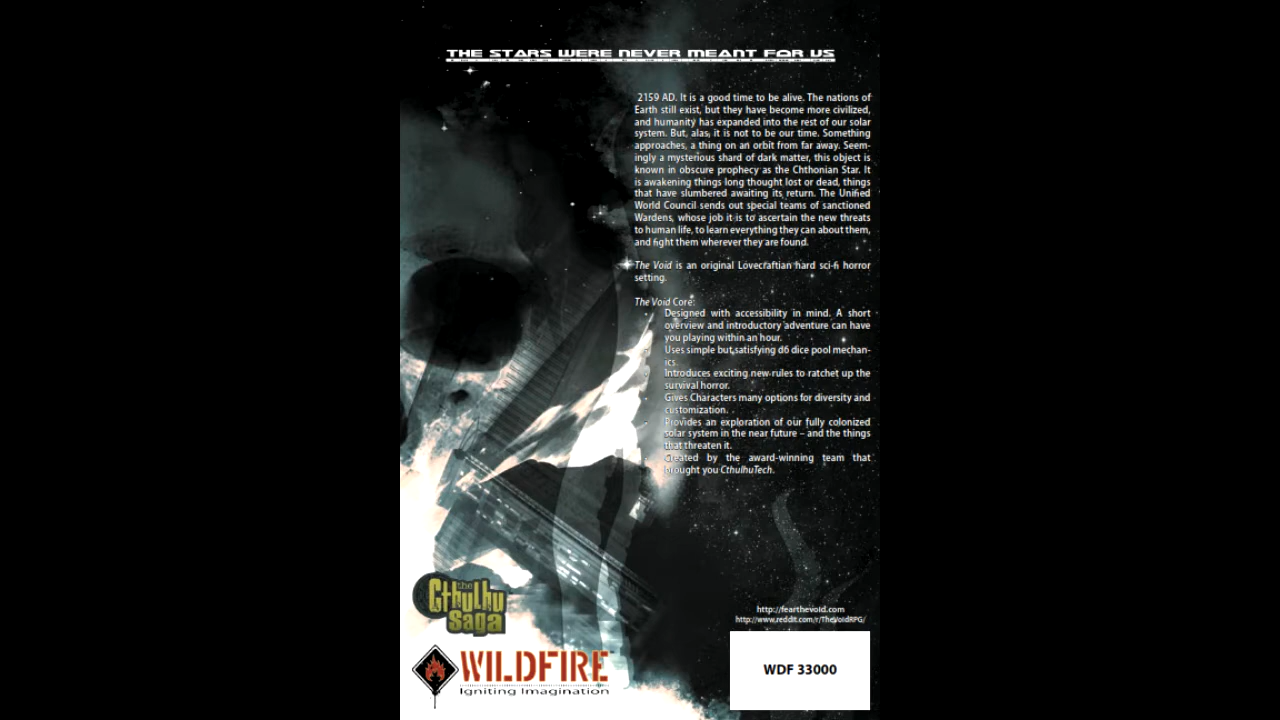 THE STARS WERE NEVER MEANT FOR US
2159 AD. It is a good time to be alive. The nations of
Earth still exist, but they have become more civilized,
and humanity has expanded into the rest of our solar
system. But, alas, it is not to be our time. Something
approaches, a thing on an orbit from far away. Seem-
ingly a mysterious shard of dark matter, this object is
known in obscure prophecy as the Chthonian Star. It
is awakening things long thought lost or dead, things
that have slumbered awaiting its return. The Unified
World Council sends out special teams of sanctioned
Wardens, whose job it is to ascertain the new threats
to human life, to learn everything they can about them,
and fight them wherever they are found.
The Void is an original Lovecraftian hard sci-fi horror
setting.
The Void Core:
Designed with accessibility in mind. A short
overview and introductory adventure can have
you playing within an hour.
Uses simple but satisfying d6 dice pool mechan-
ics.
Introduces exciting new rules to ratchet up the
survival horror.
Gives Characters many options for diversity and
customization.
Provides an exploration of our fully colonized
solar system in the near future – and the things
that threaten it.
Created by the award-winning team that
brought you CthulhuTech.
the
Cthulhu
Saga
http://fearthevoid.com
http://www.reddit.com/r/TheVoidRPG/
WILDFIRE
Igniting Imagination
WDF 33000